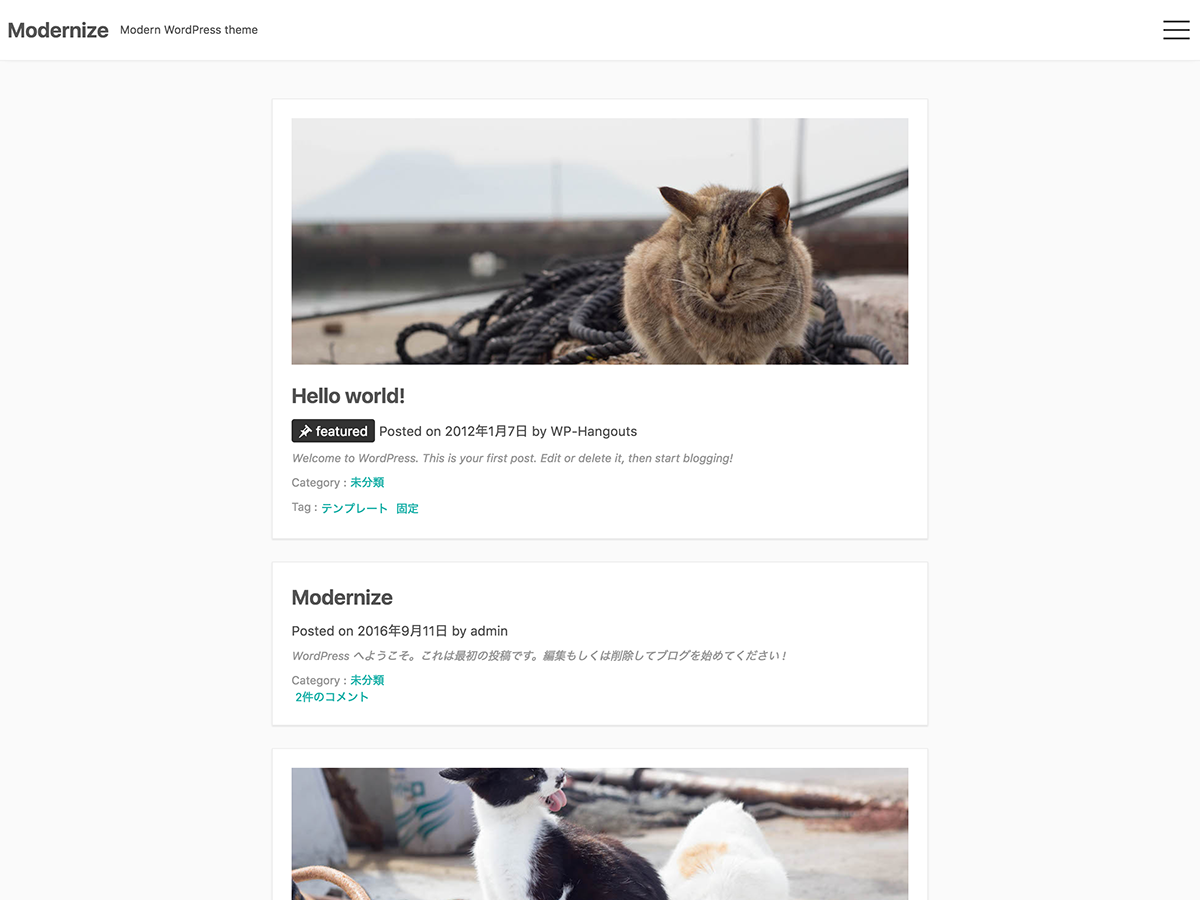 Modernize Modern WordPress theme
Hello world!
featured Posted on 2012年1月7日 by WP-Hangouts
Welcome to WordPress. This is your first post. Edit or delete it, then start blogging!
Category : 未分類
Tag : テンプレート 固定
Modernize
Posted on 2016年9月11日 by admin
WordPress へようこそ。これは最初の投稿です。編集もしくは削除してブログを始めてください !
Category : 未分類
2件のコメント